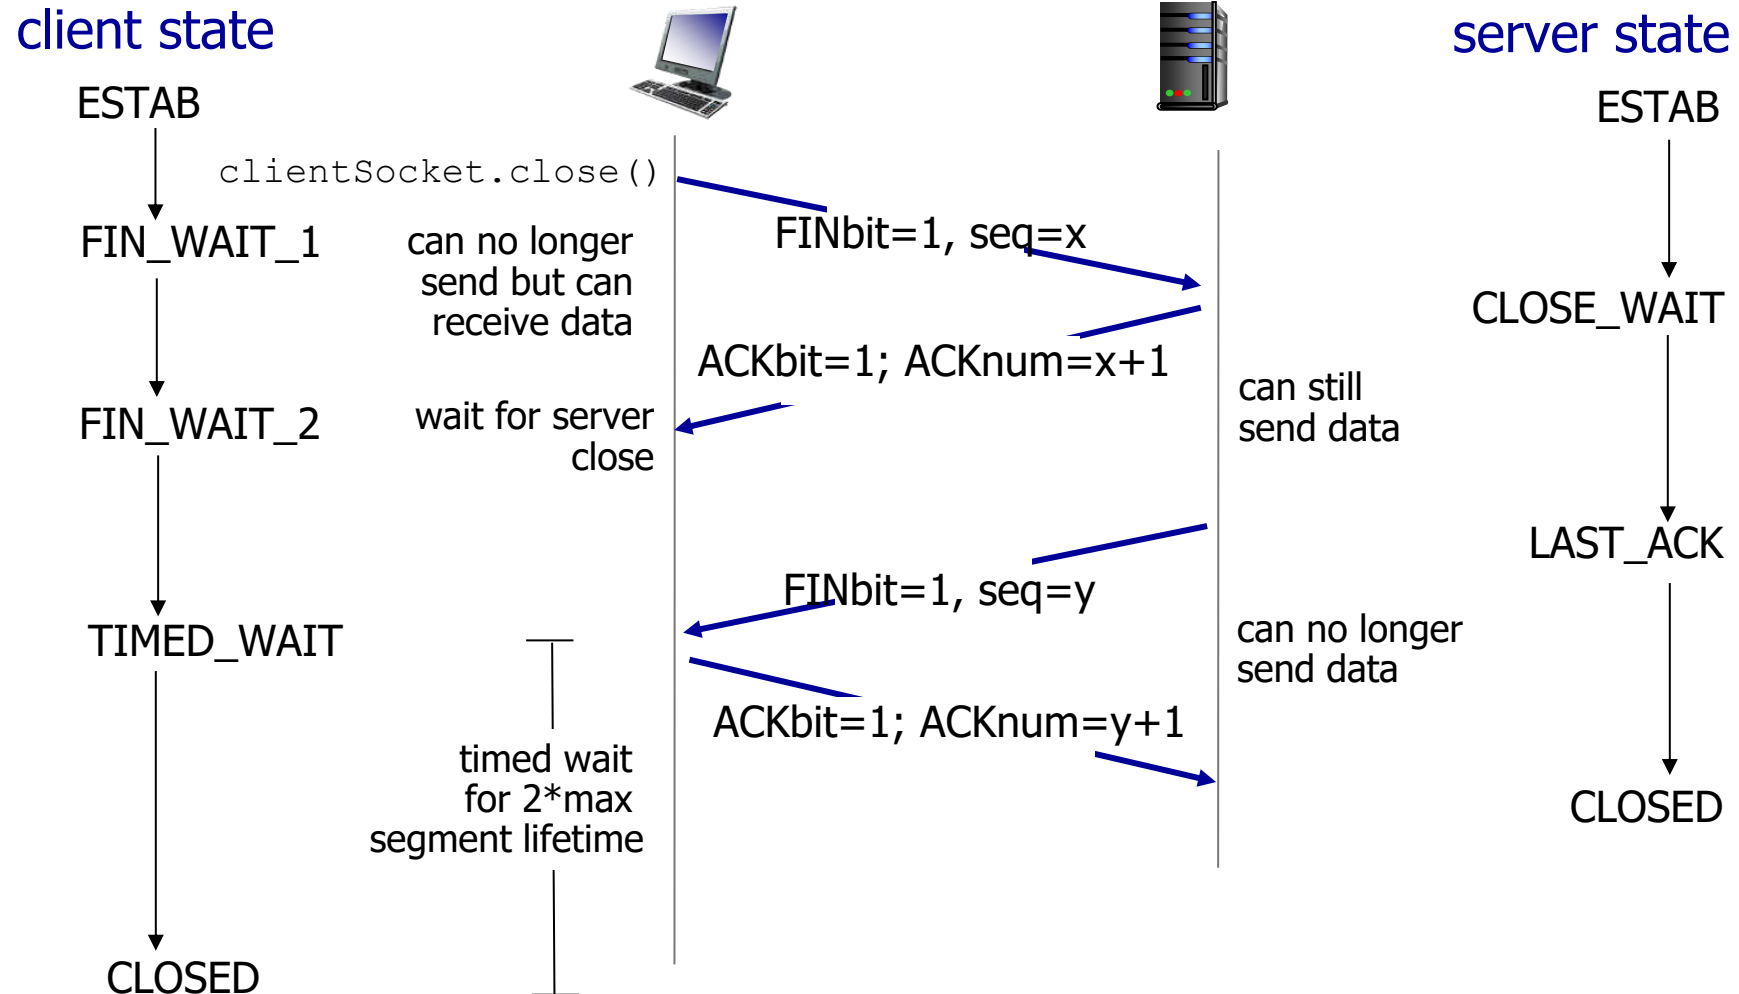 client state
server state
ESTAB
ESTAB
clientSocket.close()
FINbit=1, seq=x
FIN_WAIT_1
can no longer
send but can
receive data
CLOSE_WAIT
ACKbit=1; ACKnum=x+1
can still
send data
FIN_WAIT_2
wait for server
close
LAST_ACK
FINbit=1, seq=y
TIMED_WAIT
can no longer
send data
ACKbit=1; ACKnum=y+1
timed wait
for 2*max
segment lifetime
CLOSED
CLOSED